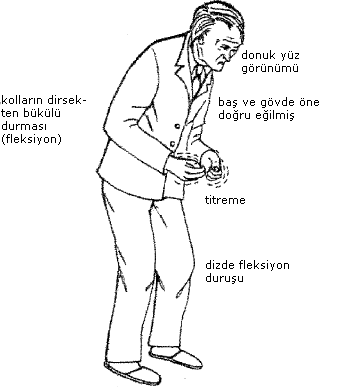 donuk yüz
görünümü
kolların dirsek-
ten bükülü
durması
(fleksiyon)
baş ve gövde öne
doğru eğilmiş
titreme
dizde fleksiyon
duruşu